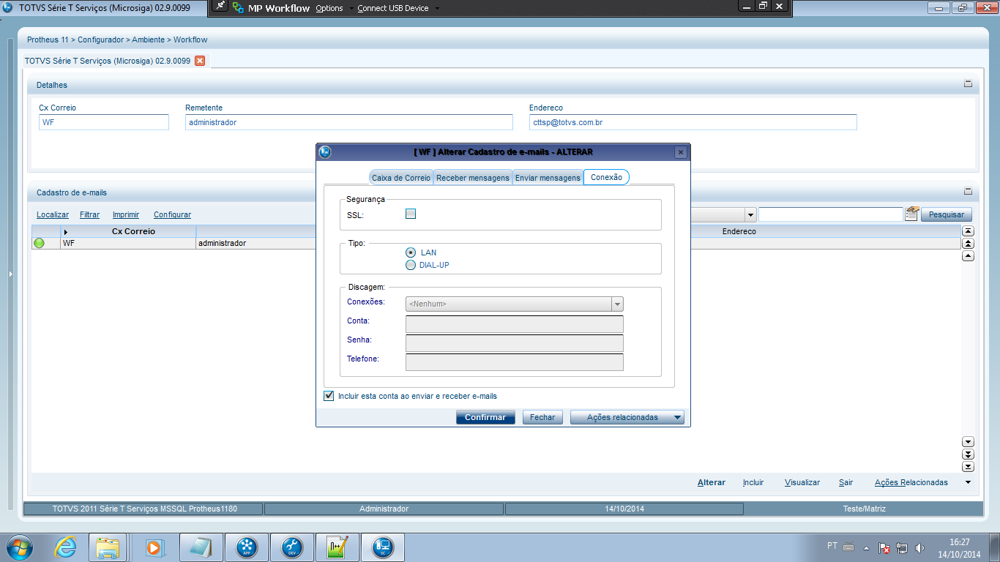 TOTVS Série T Serviços (Microsiga) 02.9.0099
MP Workflow Options Connect USB Device
Protheus 11 > Configurador > Ambiente > Workflow
TOTVS Série T Serviços (Microsiga) 02.9.0099
Detalhes
Cx Correio Remetente Endereco
WF administrador cttsp@totvs.com.br
[ WF ] Alterar Cadastro de e-mails - ALTERAR
Caixa de Correio Receber mensagens Enviar mensagens Conexão
Segurança
SSL:
Tipo:
LAN
DIAL-UP
Discagem:
Conexões: <Nenhum>
Conta:
Senha:
Telefone:
Incluir esta conta ao enviar e receber e-mails
Confirmar Fechar Ações relacionadas
Cadastro de e-mails
Localizar Filtrar Imprimir Configurar Pesquisar
Cx Correio Endereco
WF administrador
Alterar Incluir Visualizar Sair Ações Relacionadas
TOTVS 2011 Série T Serviços MSSQL Protheus1180 Administrador 14/10/2014 Teste/Matriz
APP DEV N++ SC
PT 16:27
14/10/2014